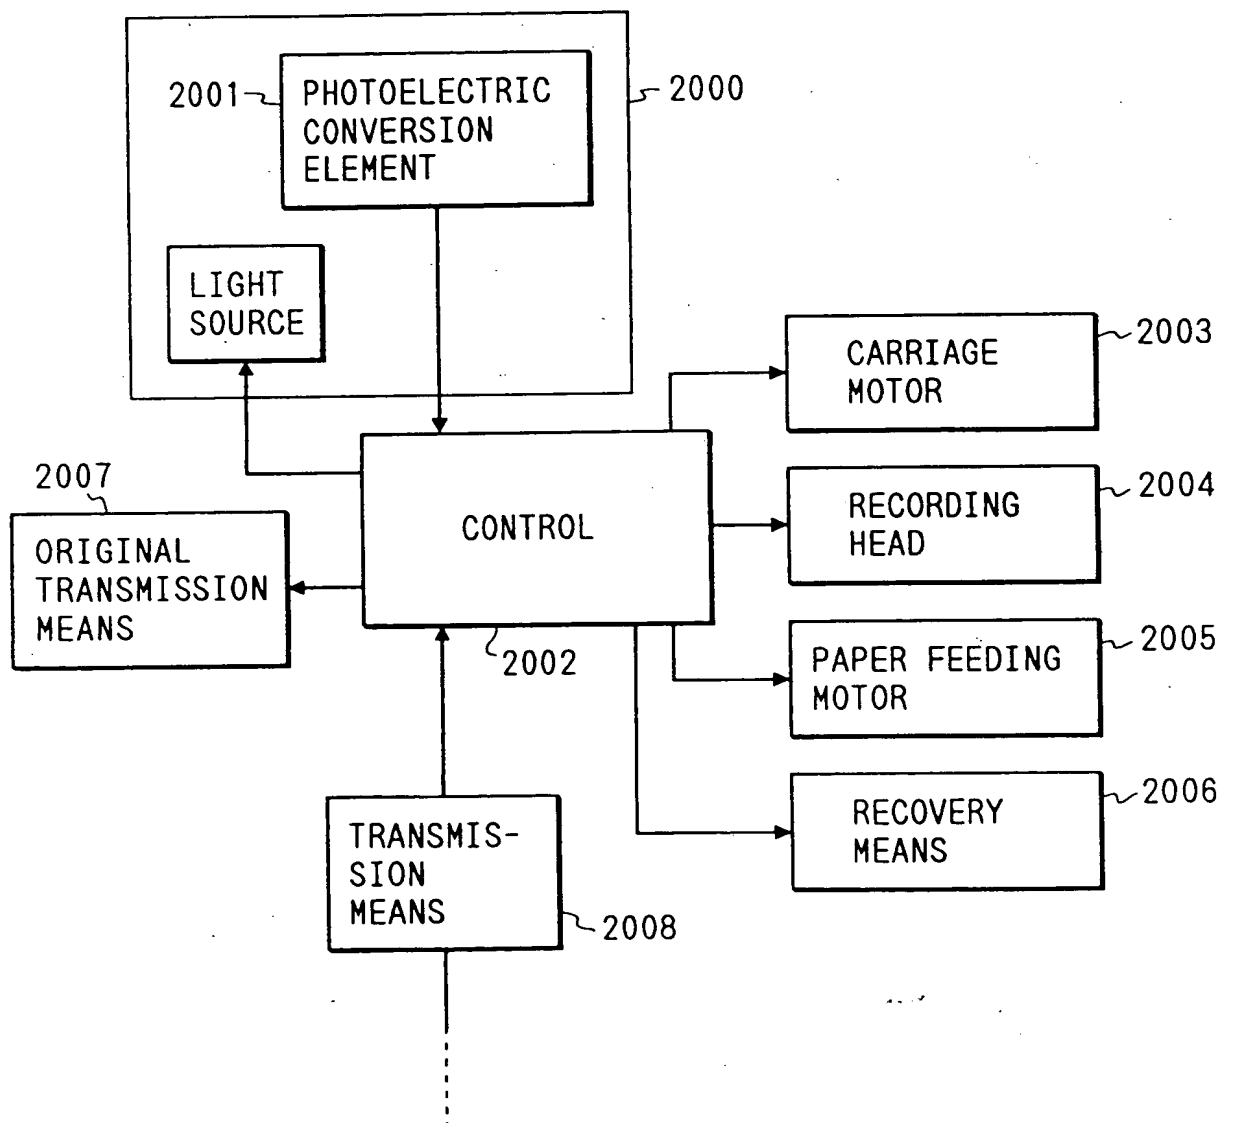 2001
PHOTOELECTRIC
CONVERSION
ELEMENT
2000
LIGHT
SOURCE
CARRIAGE
MOTOR
2003
2007
ORIGINAL
TRANSMISSION
MEANS
CONTROL
2002
RECORDING
HEAD
2004
PAPER FEEDING
MOTOR
2005
TRANSMIS-
SION
MEANS
2008
RECOVERY
MEANS
2006